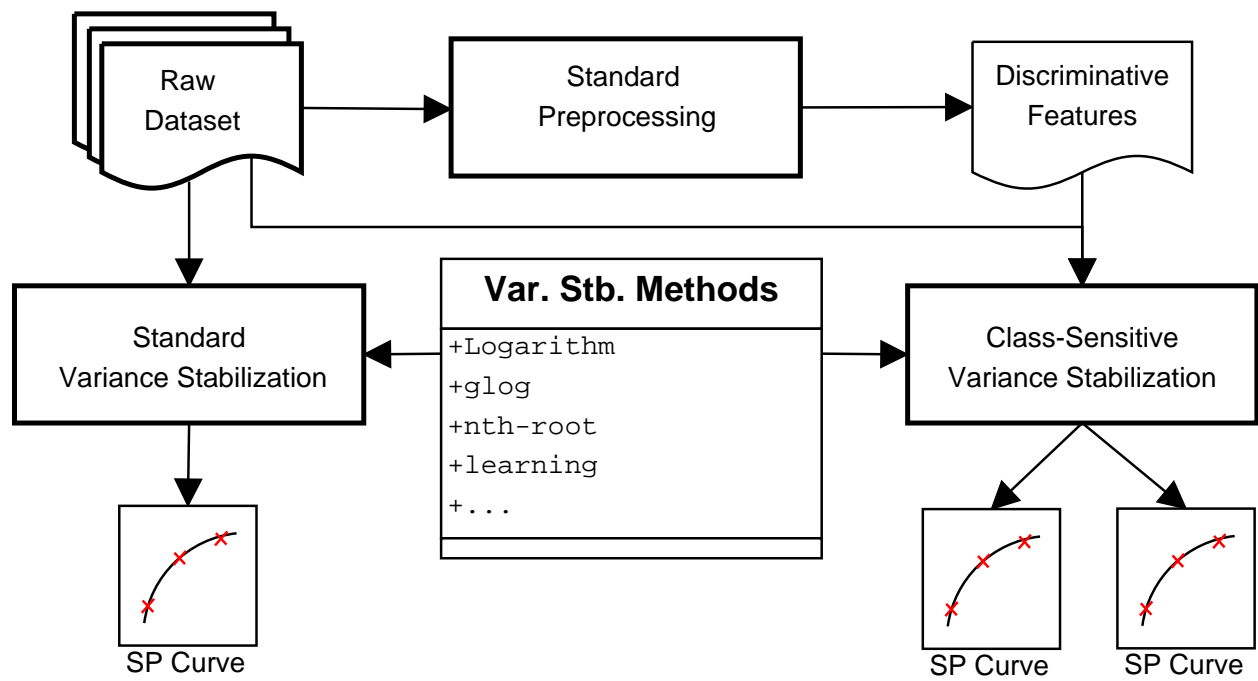 Raw
Dataset
Standard
Preprocessing
Discriminative
Features
Standard
Variance Stabilization
Var. Stb. Methods
+Logarithm
+glog
+nth-root
+learning
+...
Class-Sensitive
Variance Stabilization
SP Curve
SP Curve
SP Curve